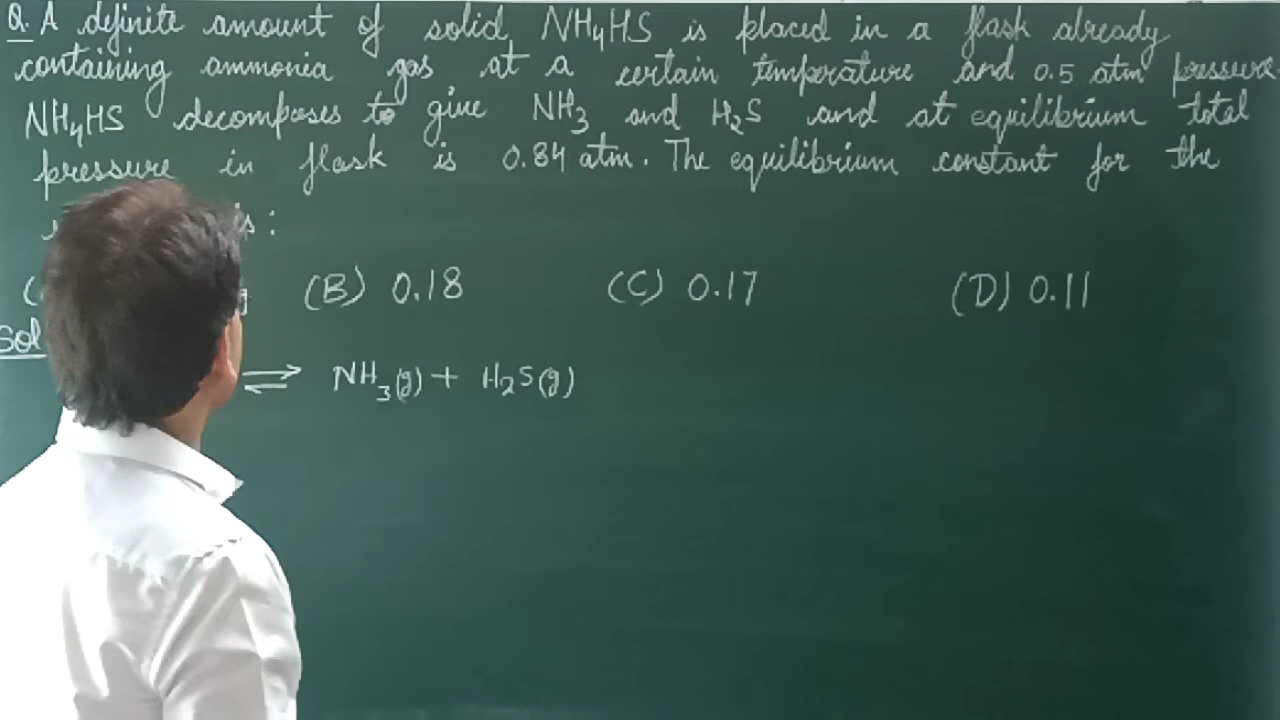 Q. A definite amount of solid NH₄HS is placed in a flask already
containing ammonia gas at a certain temperature and 0.5 atm pressure.
NH₄HS decomposes to give NH₃ and H₂S and at equilibrium total
pressure in flask is 0.84 atm. The equilibrium constant for the
is:
(B) 0.18 (C) 0.17 (D) 0.11
Sol
⇌ NH₃(g) + H₂S(g)